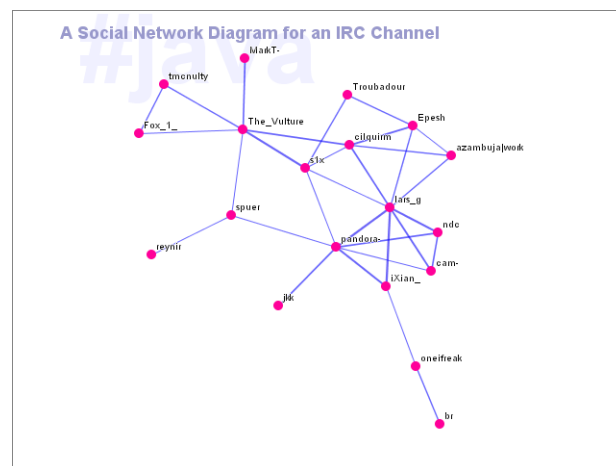 #java
A Social Network Diagram for an IRC Channel
MarkT-
tmcnulty
Troubadour
Fox_1_
The_Vulture
Epesh
cilquirm
azambuja|work
s1x
lars_g
spuer
ndc
reynir
pandora-
cam-
iXian_
jkk
oneifreak
br